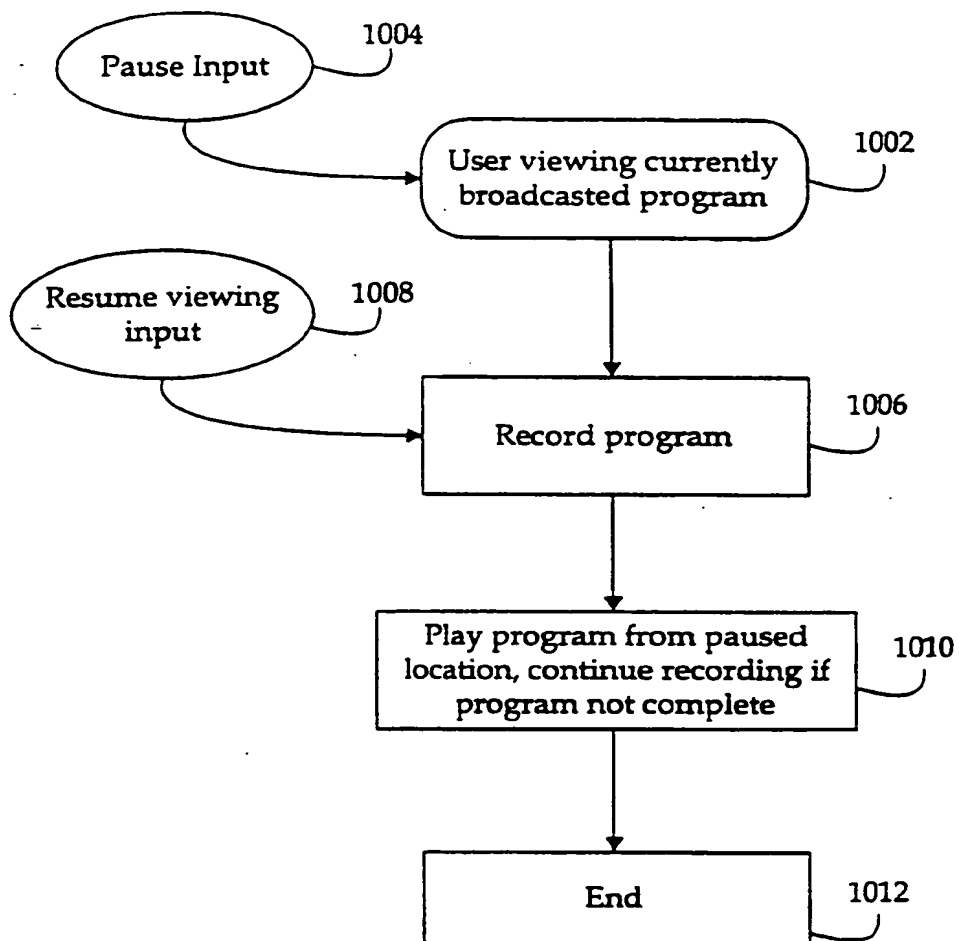 1004
Pause Input
1002
User viewing currently
broadcasted program
1008
Resume viewing
input
1006
Record program
1010
Play program from paused
location, continue recording if
program not complete
End
1012